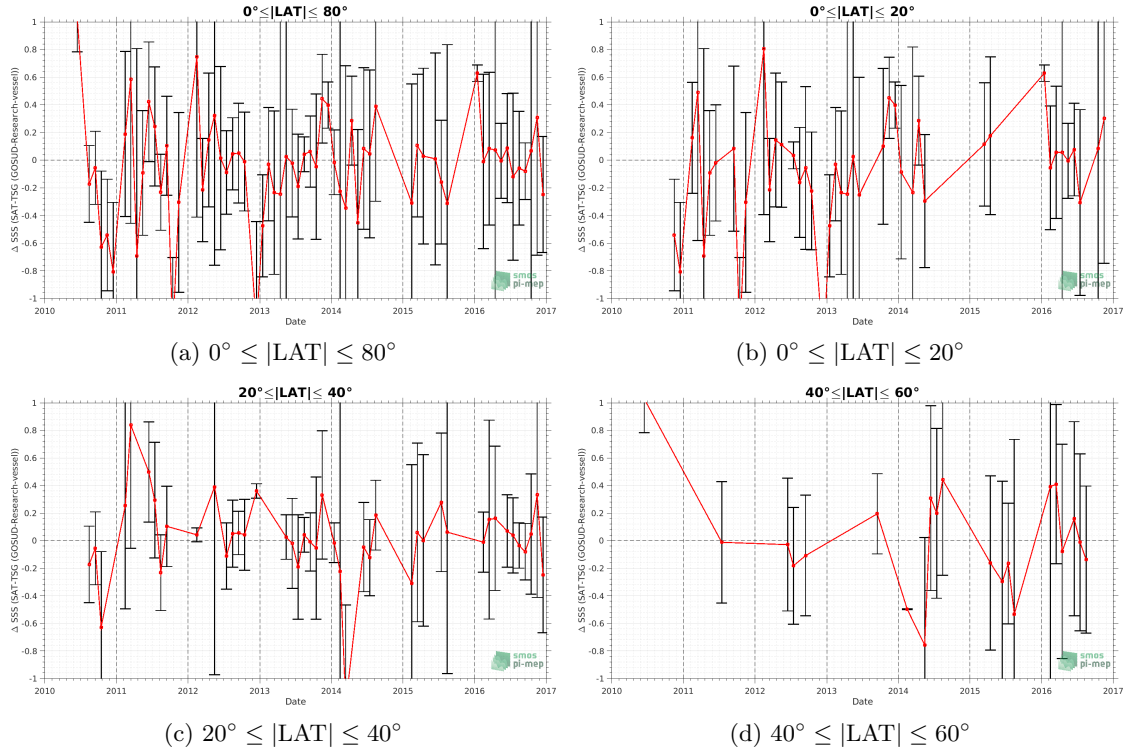 0°≤|LAT|≤ 80°
Δ SSS (SAT-TSG (GOSUD-Research-vessel))
1
0.8
0.6
0.4
0.2
0
-0.2
-0.4
-0.6
-0.8
-1
2010 2011 2012 2013 2014 2015 2016 2017
Date
smos
pi-mep
(a) 0° ≤ |LAT| ≤ 80°
0°≤|LAT|≤ 20°
Δ SSS (SAT-TSG (GOSUD-Research-vessel))
1
0.8
0.6
0.4
0.2
0
-0.2
-0.4
-0.6
-0.8
-1
2010 2011 2012 2013 2014 2015 2016 2017
Date
smos
pi-mep
(b) 0° ≤ |LAT| ≤ 20°
20°≤|LAT|≤ 40°
Δ SSS (SAT-TSG (GOSUD-Research-vessel))
1
0.8
0.6
0.4
0.2
0
-0.2
-0.4
-0.6
-0.8
-1
2010 2011 2012 2013 2014 2015 2016 2017
Date
smos
pi-mep
(c) 20° ≤ |LAT| ≤ 40°
40°≤|LAT|≤ 60°
Δ SSS (SAT-TSG (GOSUD-Research-vessel))
1
0.8
0.6
0.4
0.2
0
-0.2
-0.4
-0.6
-0.8
-1
2010 2011 2012 2013 2014 2015 2016 2017
Date
smos
pi-mep
(d) 40° ≤ |LAT| ≤ 60°